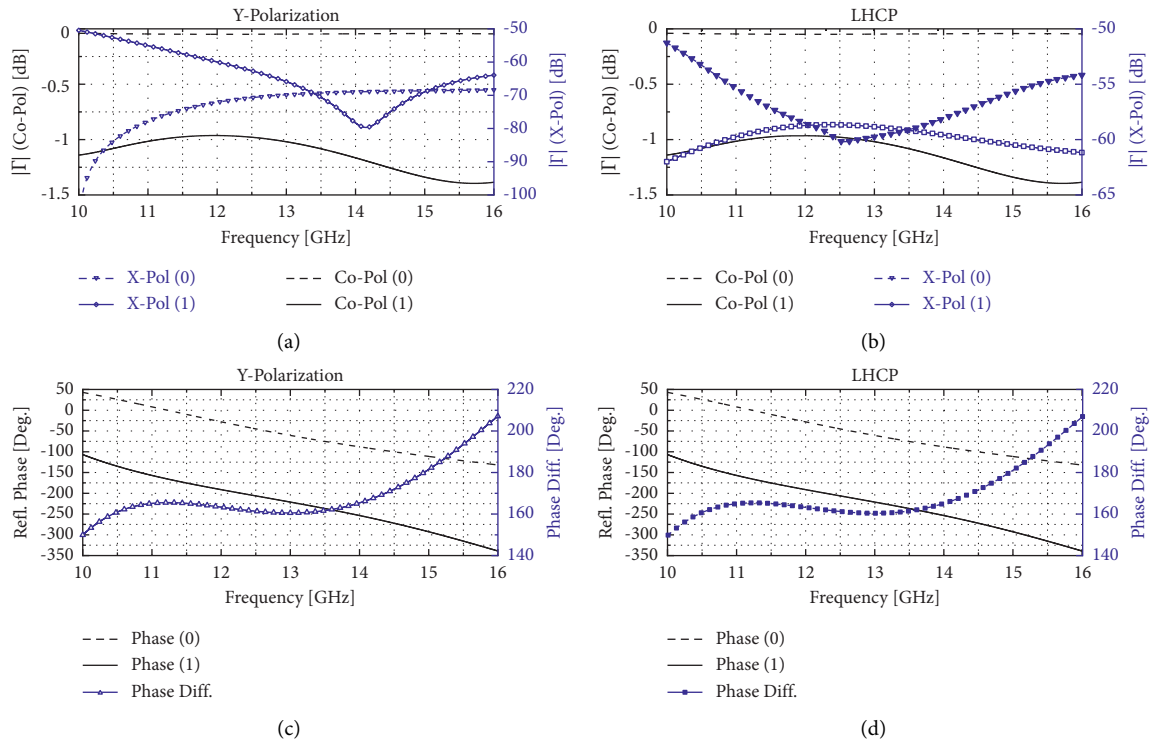 Y-Polarization
0
-0.5
-1
-1.5
|Γ| (Co-Pol) [dB]
-50
-60
-70
-80
-90
-100
|Γ| (X-Pol) [dB]
10 11 12 13 14 15 16
Frequency [GHz]
X-Pol (0) Co-Pol (0)
X-Pol (1) Co-Pol (1)
(a)
LHCP
0
-0.5
-1
-1.5
|Γ| (Co-Pol) [dB]
-50
-55
-60
-65
|Γ| (X-Pol) [dB]
10 11 12 13 14 15 16
Frequency [GHz]
Co-Pol (0) X-Pol (0)
Co-Pol (1) X-Pol (1)
(b)
Y-Polarization
50
0
-50
-100
-150
-200
-250
-300
-350
Refl. Phase [Deg.]
220
200
180
160
140
Phase Diff. [Deg.]
10 11 12 13 14 15 16
Frequency [GHz]
Phase (0)
Phase (1)
Phase Diff.
(c)
LHCP
50
0
-50
-100
-150
-200
-250
-300
-350
Refl. Phase [Deg.]
220
200
180
160
140
Phase Diff. [Deg.]
10 11 12 13 14 15 16
Frequency [GHz]
Phase (0)
Phase (1)
Phase Diff.
(d)